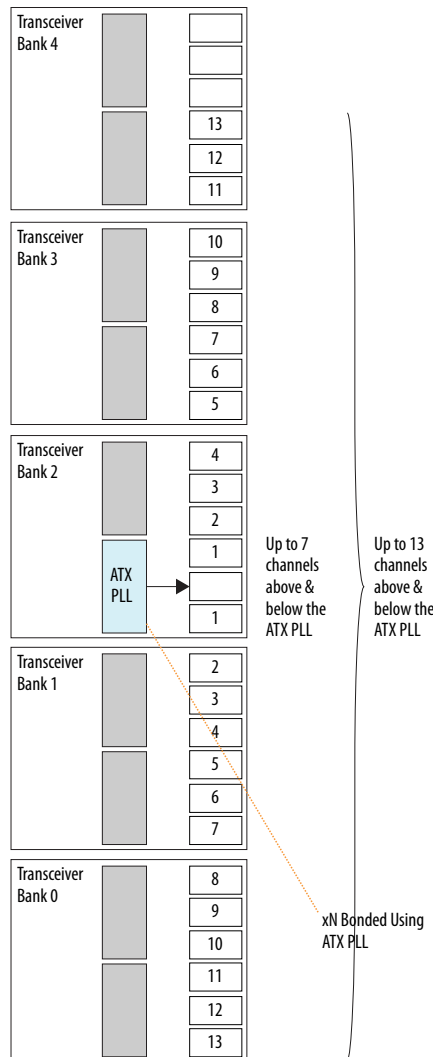 Transceiver
Bank 4
13
12
11
Transceiver
Bank 3
10
9
8
7
6
5
Transceiver
Bank 2
4
3
2
1
ATX
PLL
1
Up to 7
channels
above &
below the
ATX PLL
Up to 13
channels
above &
below the
ATX PLL
Transceiver
Bank 1
2
3
4
5
6
7
Transceiver
Bank 0
8
9
10
11
12
13
xN Bonded Using
ATX PLL